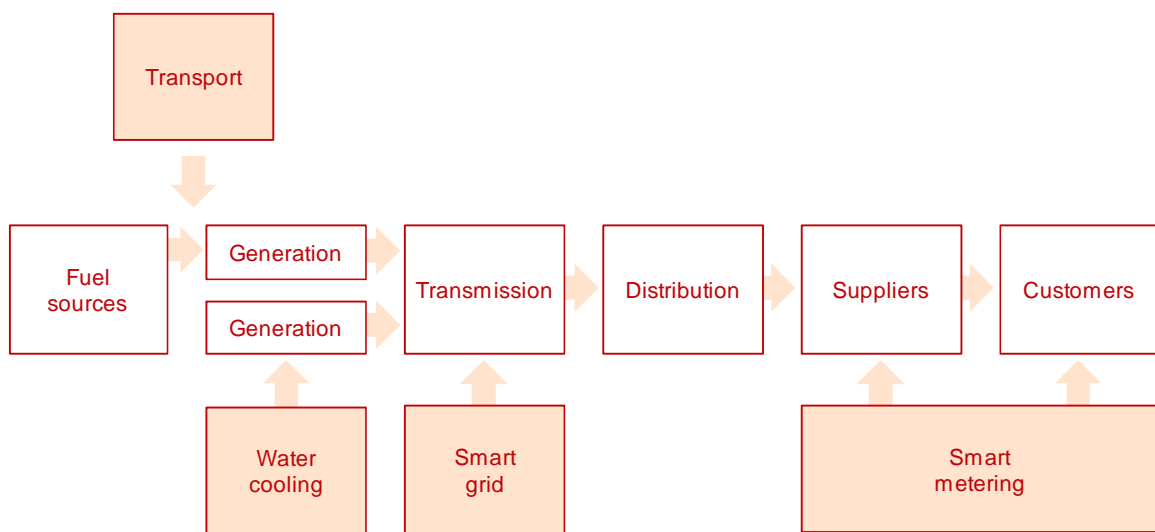 Transport
Fuel
sources
Generation
Generation
Transmission
Distribution
Suppliers
Customers
Water
cooling
Smart
grid
Smart
metering